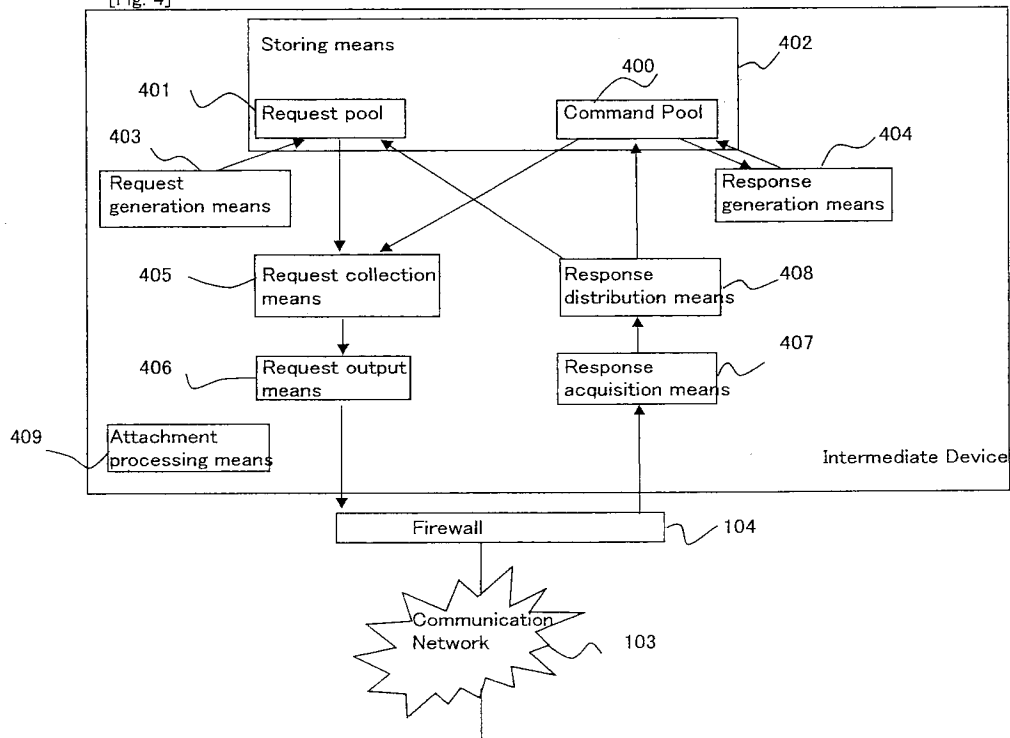 [Fig. 4]
Storing means
402
400
401
Request pool
Command Pool
403
404
Request
generation means
Response
generation means
405
Request collection
means
Response
distribution means
408
406
Request output
means
Response
acquisition means
407
409
Attachment
processing means
Intermediate Device
Firewall
104
Communication
Network
103